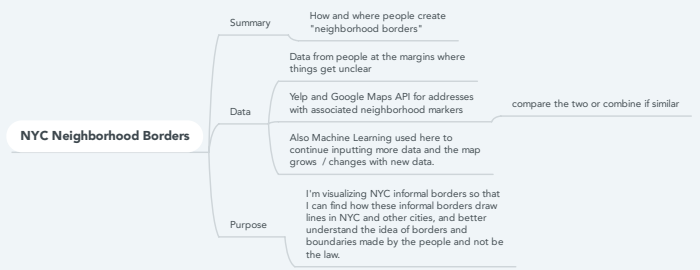 Summary
How and where people create
"neighborhood borders"
Data from people at the margins where
things get unclear
Data
Yelp and Google Maps API for addresses
with associated neighborhood markers
compare the two or combine if similar
NYC Neighborhood Borders
Also Machine Learning used here to
continue inputting more data and the map
grows / changes with new data.
Purpose
I'm visualizing NYC informal borders so that
I can find how these informal borders draw
lines in NYC and other cities, and better
understand the idea of borders and
boundaries made by the people and not be
the law.